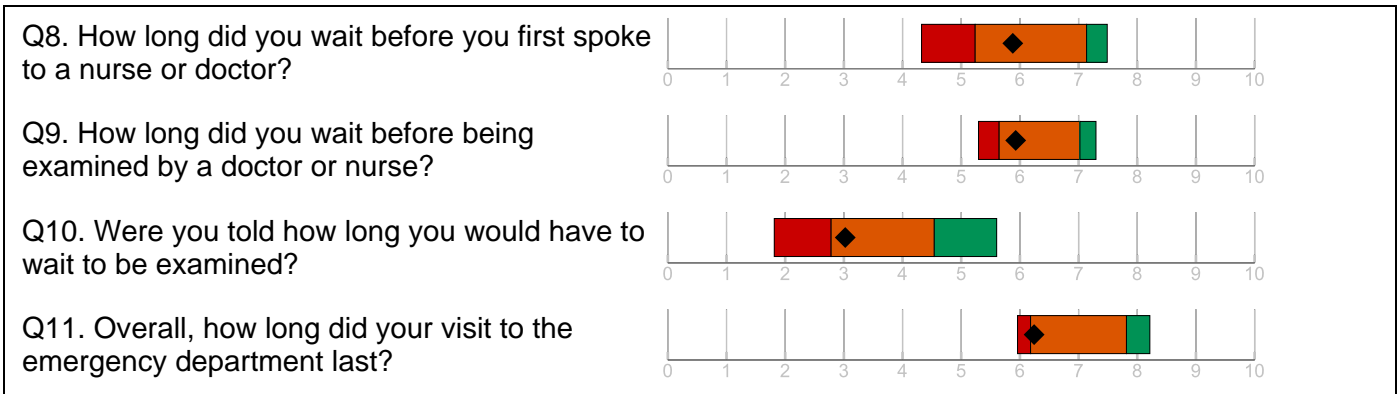 Q8. How long did you wait before you first spoke
to a nurse or doctor?
0 1 2 3 4 5 6 7 8 9 10
Q9. How long did you wait before being
examined by a doctor or nurse?
0 1 2 3 4 5 6 7 8 9 10
Q10. Were you told how long you would have to
wait to be examined?
0 1 2 3 4 5 6 7 8 9 10
Q11. Overall, how long did your visit to the
emergency department last?
0 1 2 3 4 5 6 7 8 9 10